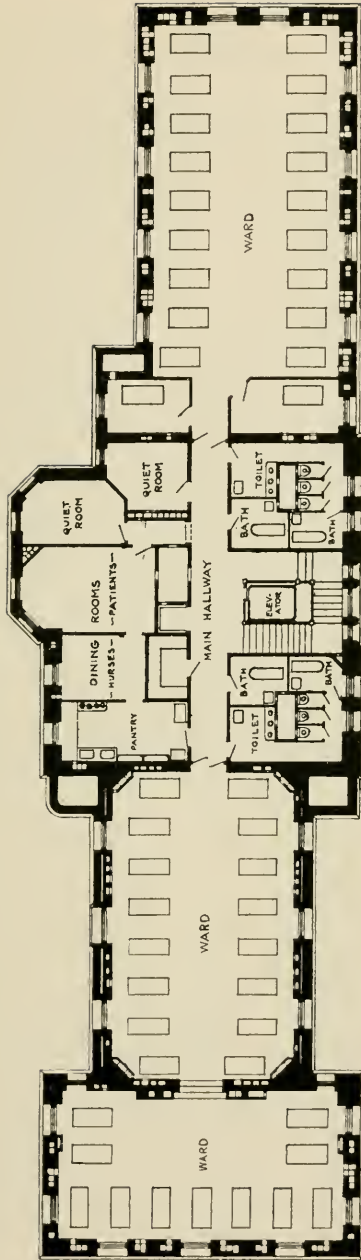 WARD
QUIET ROOM
QUIET ROOM
TOILET
BATH
BATH
ROOMS
PATIENTS
DINING
NURSES
PANTRY
MAIN HALLWAY
ELEV-
ATOR
BATH
BATH
TOILET
WARD
WARD